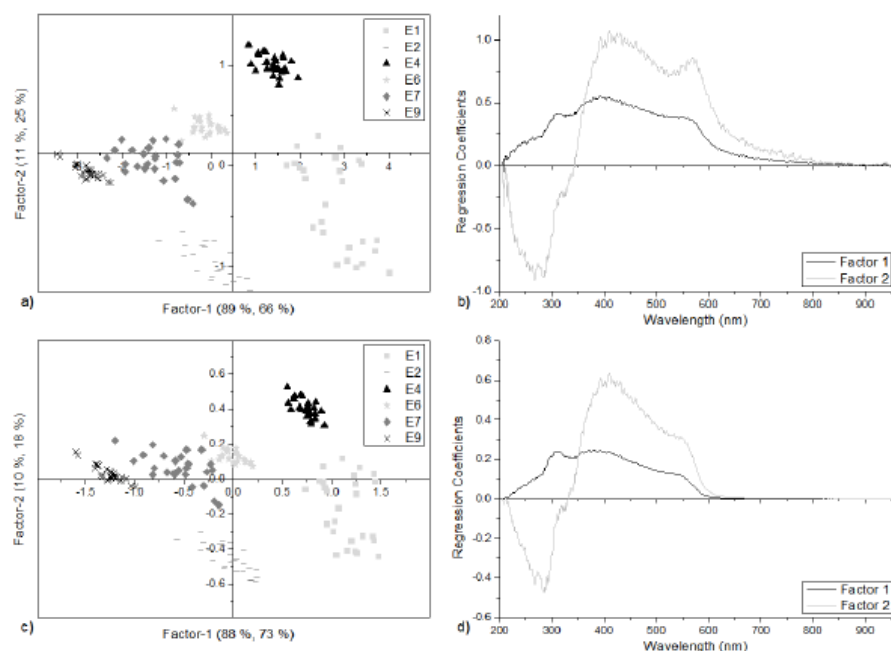 E1
E2
E4
E6
E7
E9
Factor-2 (11 %, 25 %)
1
-1 0.0 1 2 3 4
-1
a)
Factor-1 (89 %, 66 %)
Regression Coefficients
1.0
0.5
0.0
-0.5
-1.0
Factor 1
Factor 2
200 300 400 500 600 700 800 900
b)
Wavelength (nm)
E1
E2
E4
E6
E7
E9
Factor-2 (10 %, 18 %)
0.6
0.4
0.2
-1.5 -1.0 -0.5 0.0 0.5 1.0 1.5
-0.2
-0.4
-0.6
c)
Factor-1 (88 %, 73 %)
Regression Coefficients
0.8
0.6
0.4
0.2
0.0
-0.2
-0.4
-0.6
Factor 1
Factor 2
200 300 400 500 600 700 800 900
d)
Wavelength (nm)